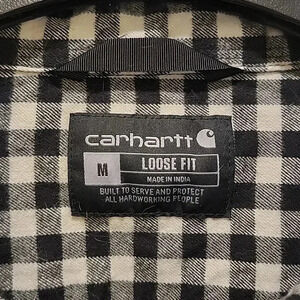 carhartt
M LOOSE FIT
MADE IN INDIA
BUILT TO SERVE AND PROTECT
ALL HARDWORKING PEOPLE